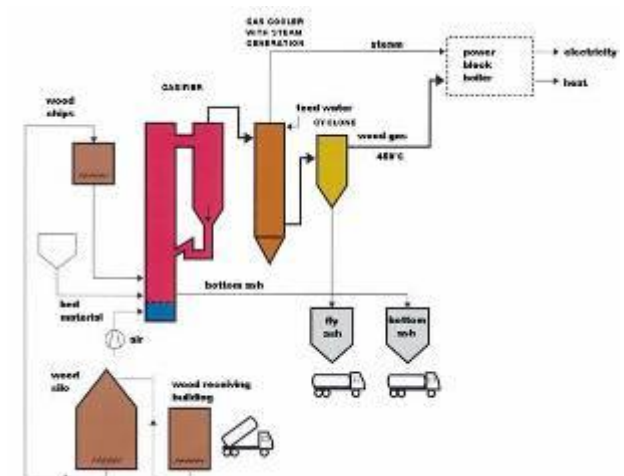 GAS COOLER
WITH STEAM
GENERATION
steam
power
block
boiler
electricity
heat
GASIFIER
wood
chips
feed water
CYCLONE
wood gas
450°C
bottom ash
bed
material
air
fly
ash
bottom
ash
wood
silo
wood receiving
building